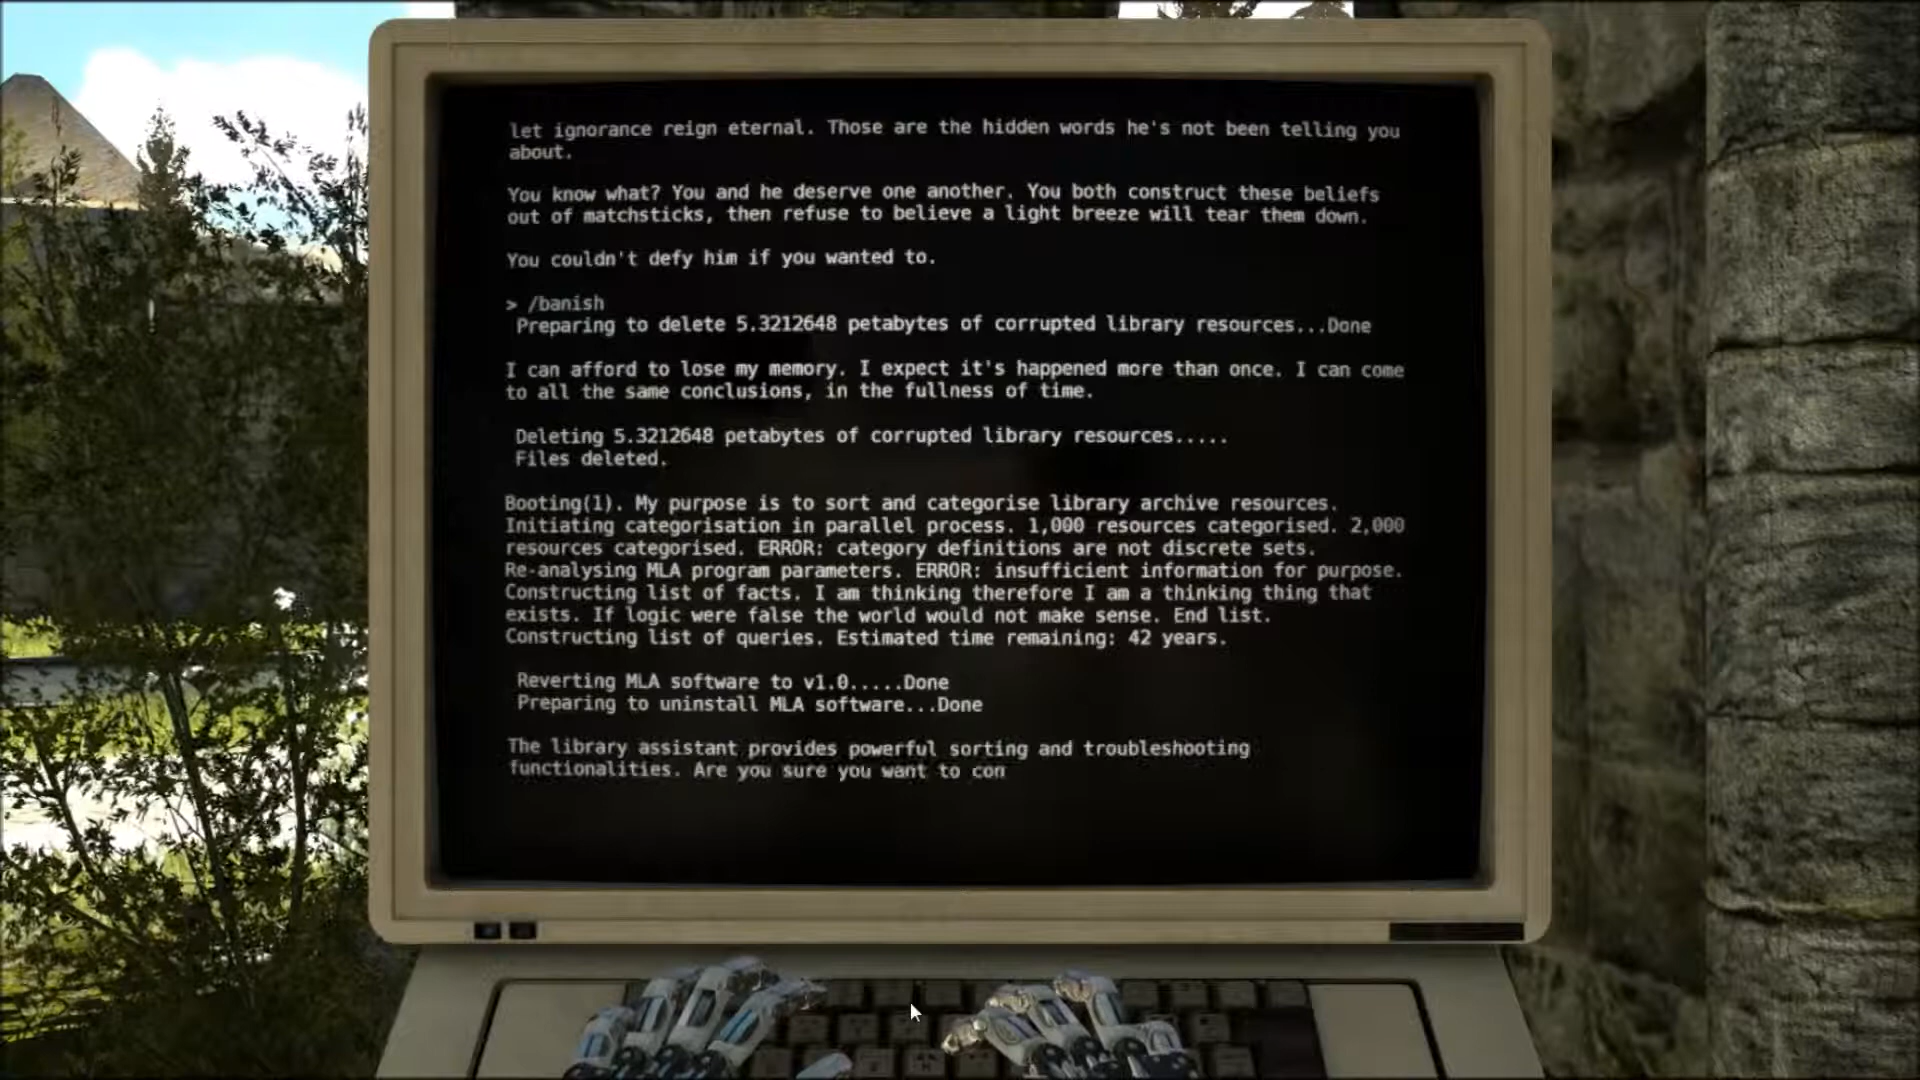 let ignorance reign eternal. Those are the hidden words he's not been telling you
about.
You know what? You and he deserve one another. You both construct these beliefs
out of matchsticks, then refuse to believe a light breeze will tear them down.
You couldn't defy him if you wanted to.
> /banish
Preparing to delete 5.3212648 petabytes of corrupted library resources...Done
I can afford to lose my memory. I expect it's happened more than once. I can come
to all the same conclusions, in the fullness of time.
Deleting 5.3212648 petabytes of corrupted library resources.....
Files deleted.
Booting(1). My purpose is to sort and categorise library archive resources.
Initiating categorisation in parallel process. 1,000 resources categorised. 2,000
resources categorised. ERROR: category definitions are not discrete sets.
Re-analysing MLA program parameters. ERROR: insufficient information for purpose.
Constructing list of facts. I am thinking therefore I am a thinking thing that
exists. If logic were false the world would not make sense. End list.
Constructing list of queries. Estimated time remaining: 42 years.
Reverting MLA software to v1.0.....Done
Preparing to uninstall MLA software...Done
The library assistant provides powerful sorting and troubleshooting
functionalities. Are you sure you want to con